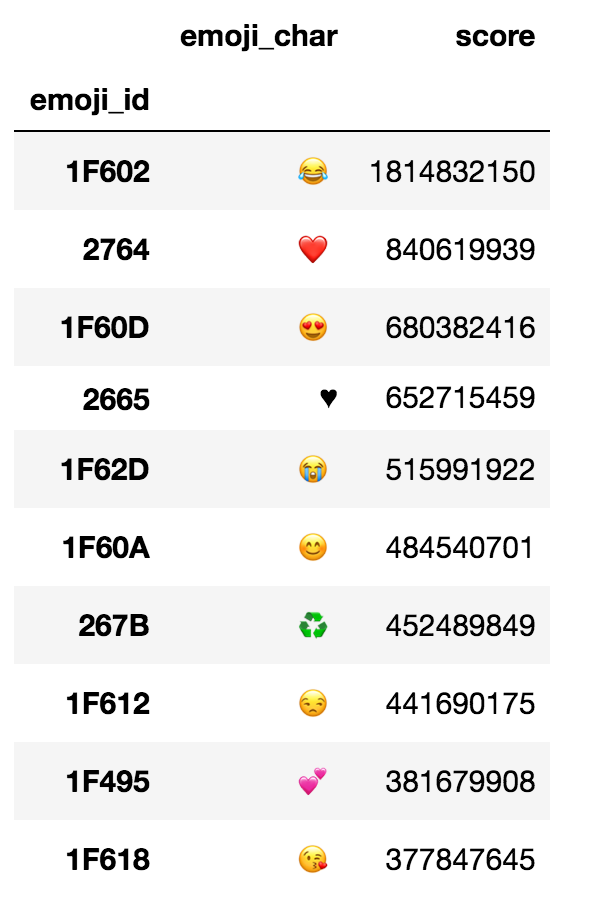 emoji_char score
emoji_id
1F602 😂 1814832150
2764 ❤️ 840619939
1F60D 😍 680382416
2665 ♥ 652715459
1F62D 😭 515991922
1F60A 😊 484540701
267B ♻️ 452489849
1F612 😒 441690175
1F495 💕 381679908
1F618 😘 377847645